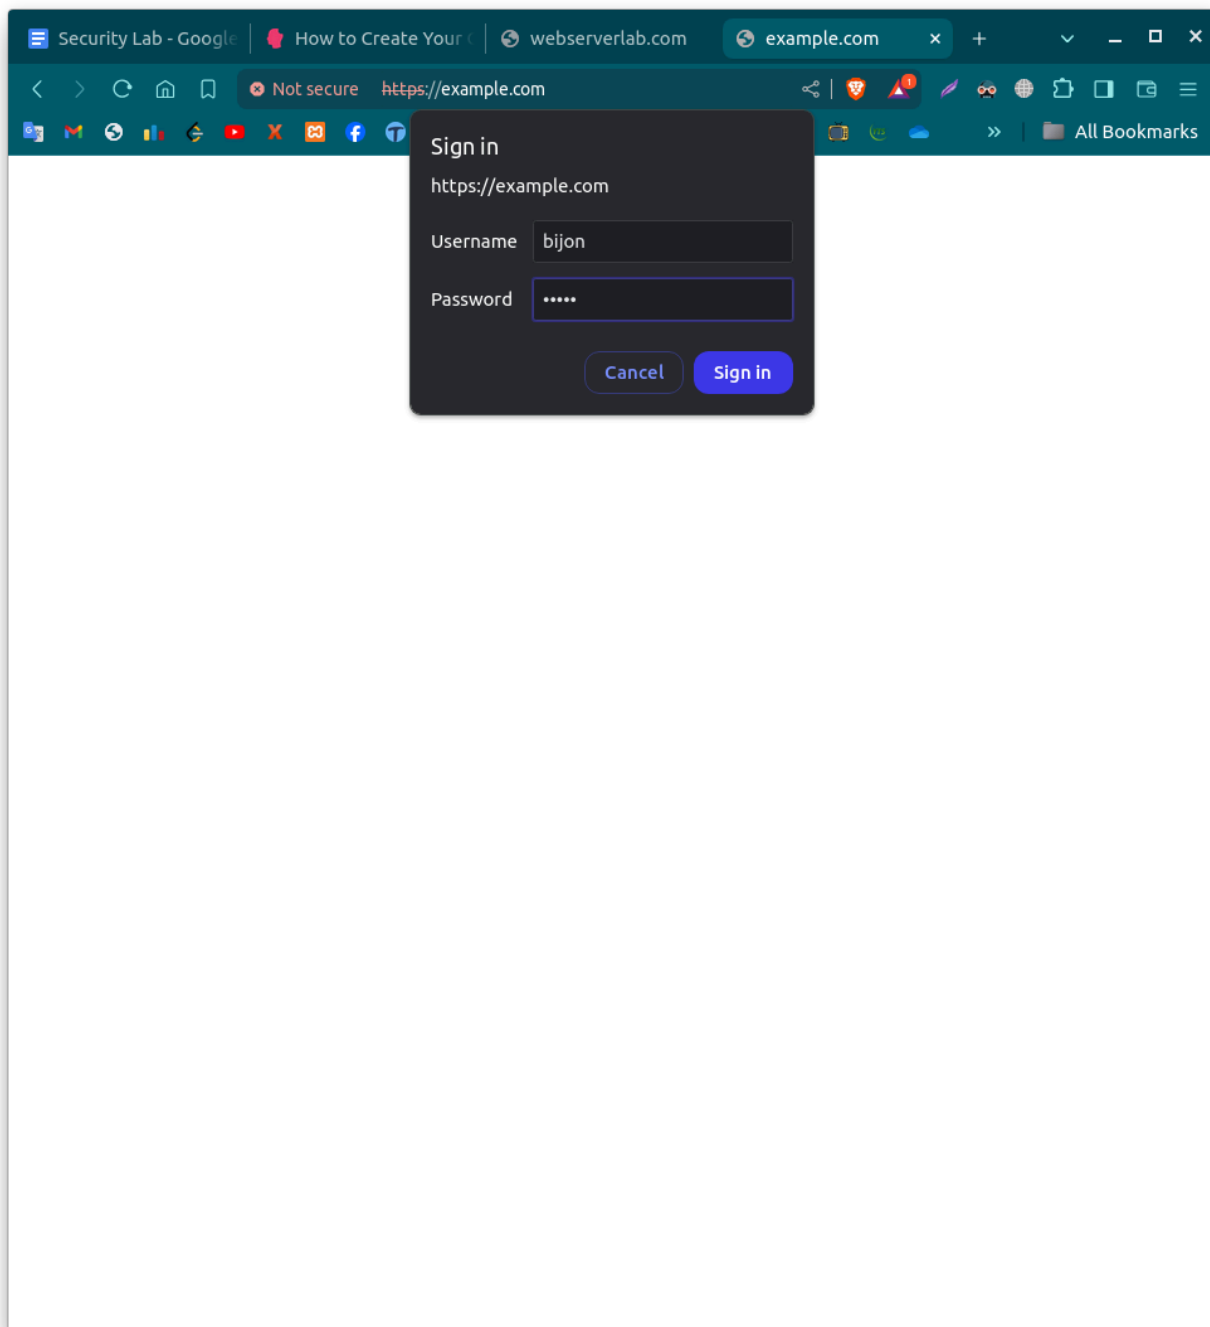 Security Lab - Google
How to Create Your
webserverlab.com
example.com
Not secure https://example.com
1
All Bookmarks
Sign in
https://example.com
Username bijon
Password •••••
Cancel Sign in